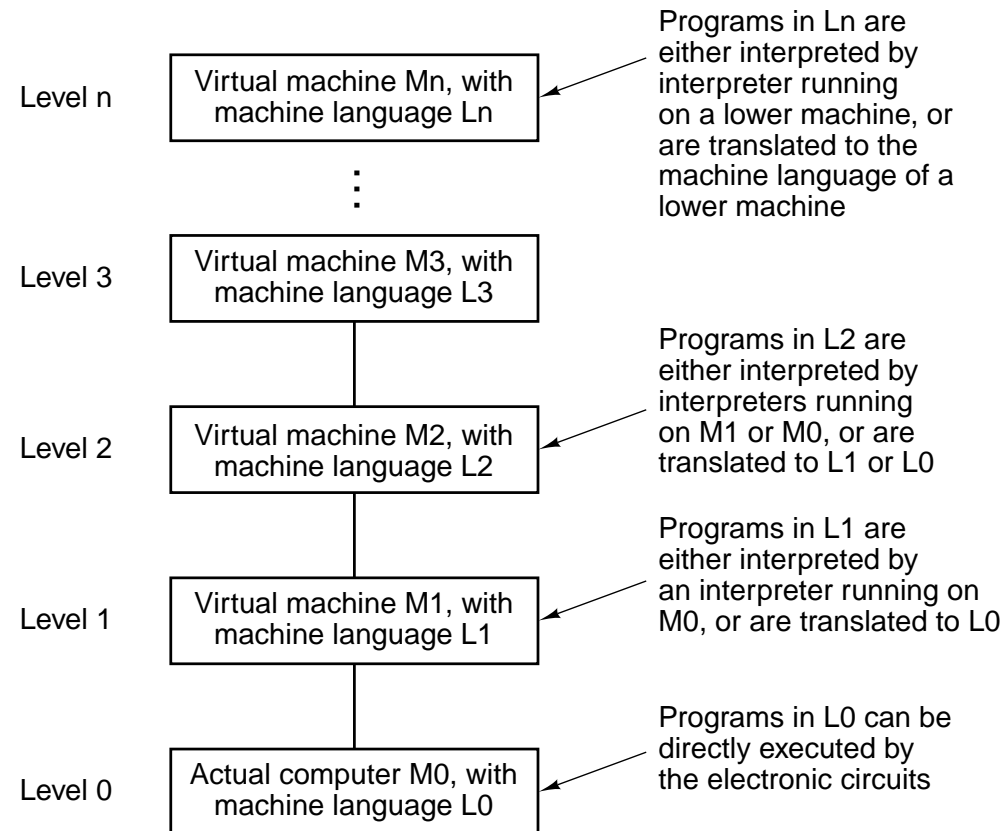 Programs in Ln are
either interpreted by
interpreter running
on a lower machine, or
are translated to the
machine language of a
lower machine
Level n
Virtual machine Mn, with
machine language Ln
Level 3
Virtual machine M3, with
machine language L3
Programs in L2 are
either interpreted by
interpreters running
on M1 or M0, or are
translated to L1 or L0
Level 2
Virtual machine M2, with
machine language L2
Programs in L1 are
either interpreted by
an interpreter running on
M0, or are translated to L0
Level 1
Virtual machine M1, with
machine language L1
Programs in L0 can be
directly executed by
the electronic circuits
Level 0
Actual computer M0, with
machine language L0